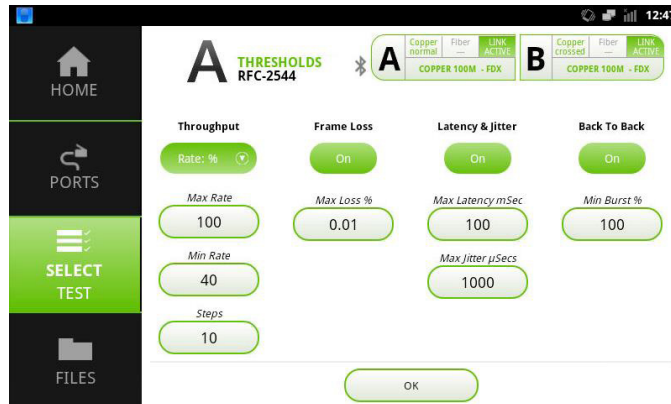 12:47
HOME
PORTS
SELECT
TEST
FILES
A
THRESHOLDS
RFC-2544
A
Copper
normal
Fiber
---
LINK
ACTIVE
COPPER 100M - FDX
B
Copper
crossed
Fiber
---
LINK
ACTIVE
COPPER 100M - FDX
Throughput
Frame Loss
Latency & Jitter
Back To Back
Rate: %
On
On
On
Max Rate
100
Max Loss %
0.01
Max Latency mSec
100
Min Burst %
100
Min Rate
40
Max Jitter µSecs
1000
Steps
10
OK